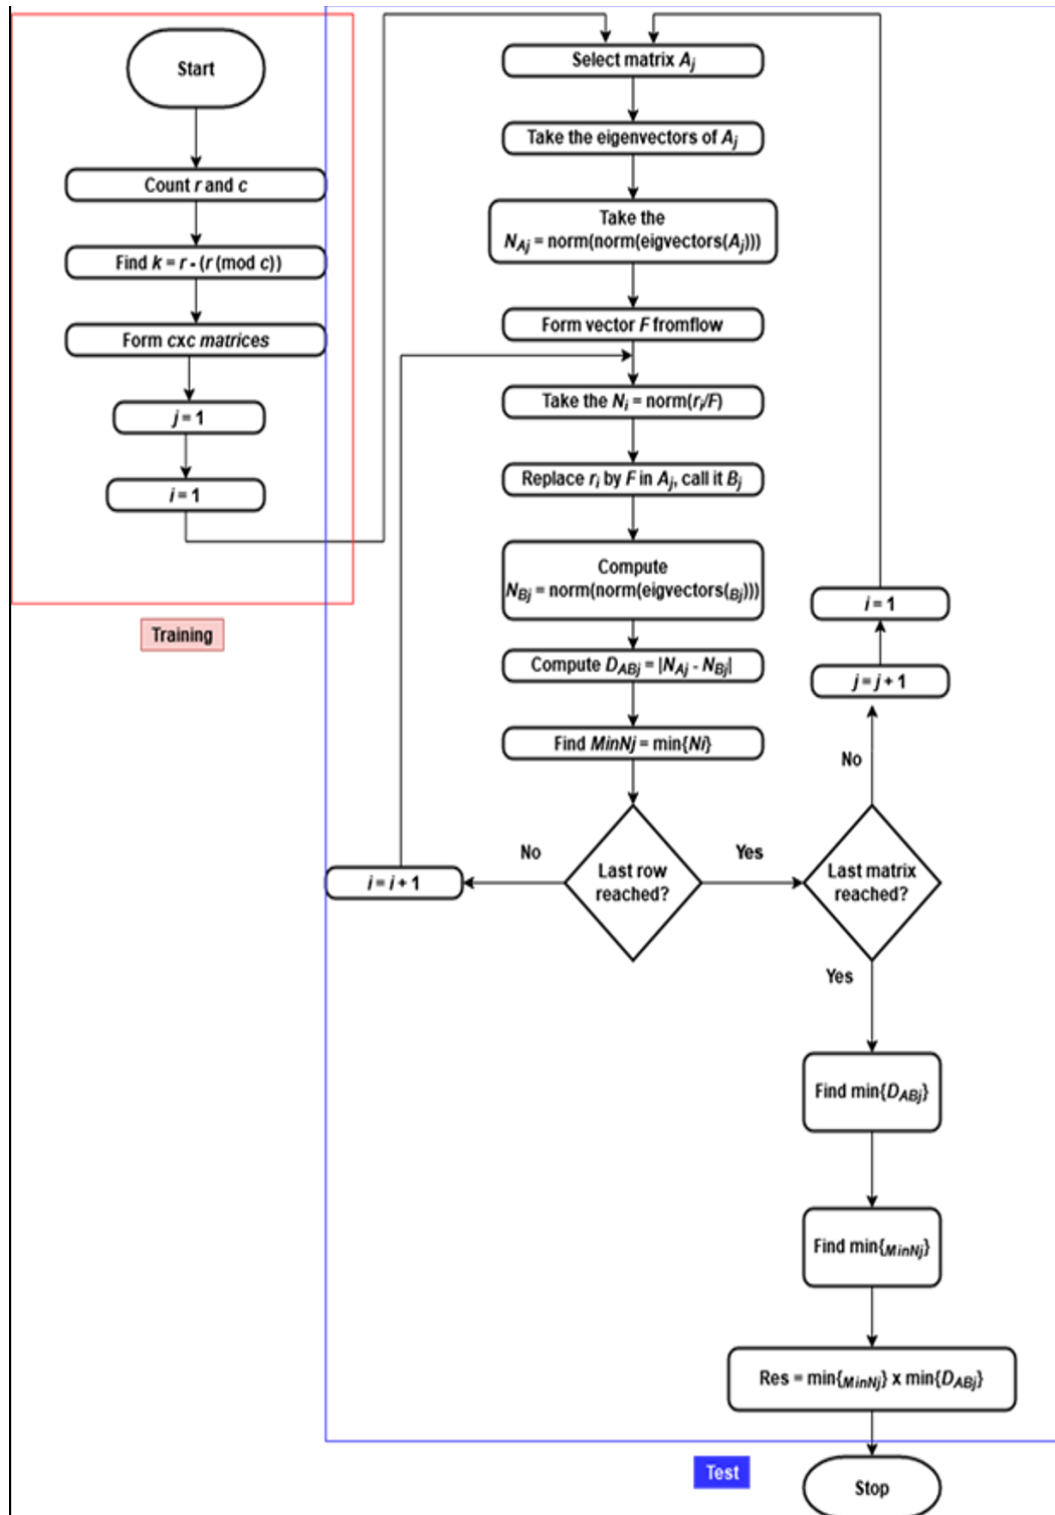 Start
Count r and c
Find k = r - (r (mod c))
Form cxc matrices
j = 1
i = 1
Training
Select matrix Aj
Take the eigenvectors of Aj
Take the
NAj = norm(norm(eigvectors(Aj)))
Form vector F fromflow
Take the Ni = norm(ri/F)
Replace ri by F in Aj, call it Bj
Compute
NBj = norm(norm(eigvectors(Bj)))
Compute DABj = |NAj - NBj|
Find MinNj = min{Ni}
Last row
reached?
No
i = i + 1
Yes
Last matrix
reached?
No
j = j + 1
i = 1
Yes
Find min{DABj}
Find min{MinNj}
Res = min{MinNj} x min{DABj}
Test
Stop